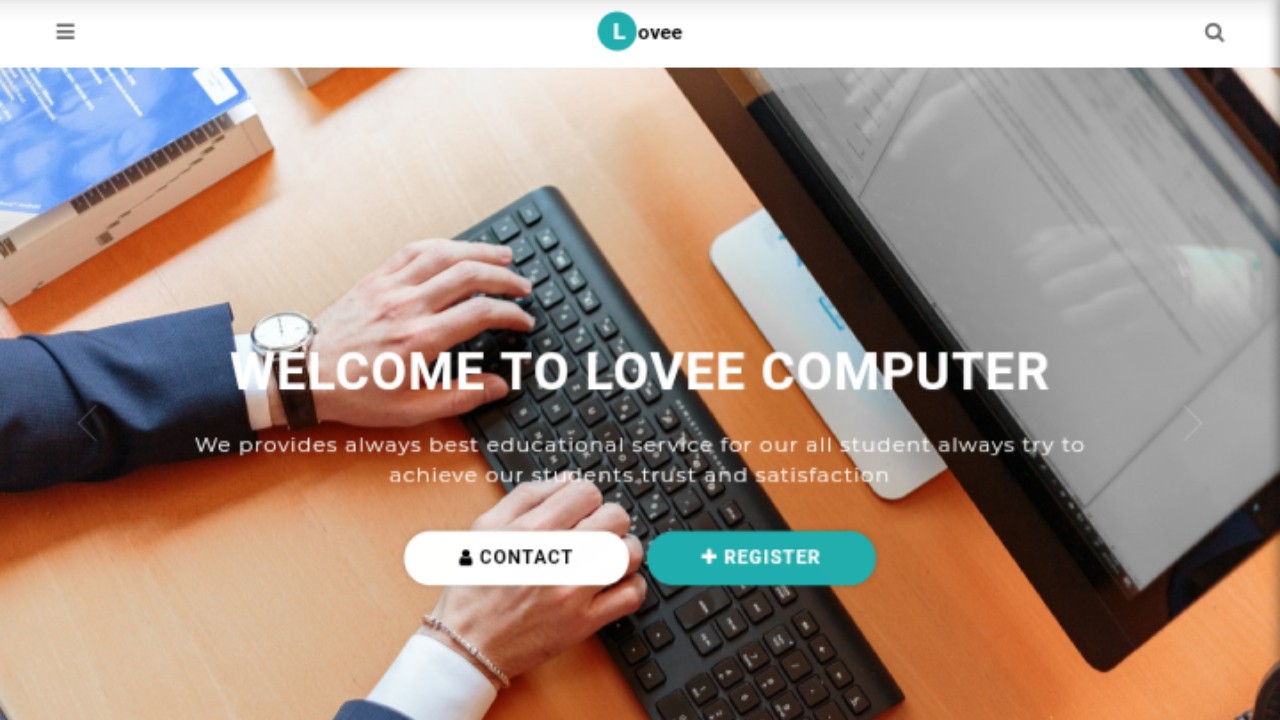 Lovee
WELCOME TO LOVEE COMPUTER
We provides always best educational service for our all student always try to
achieve our students trust and satisfaction
CONTACT
REGISTER